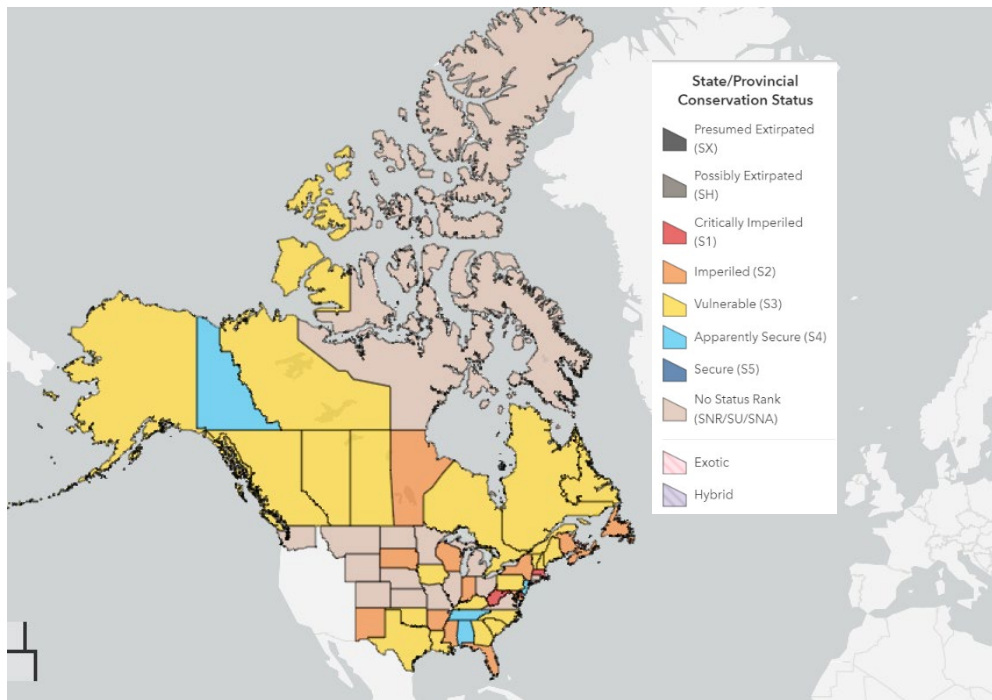 State/Provincial
Conservation Status
Presumed Extirpated
(SX)
Possibly Extirpated
(SH)
Critically Imperiled
(S1)
Imperiled (S2)
Vulnerable (S3)
Apparently Secure (S4)
Secure (S5)
No Status Rank
(SNR/SU/SNA)
Exotic
Hybrid